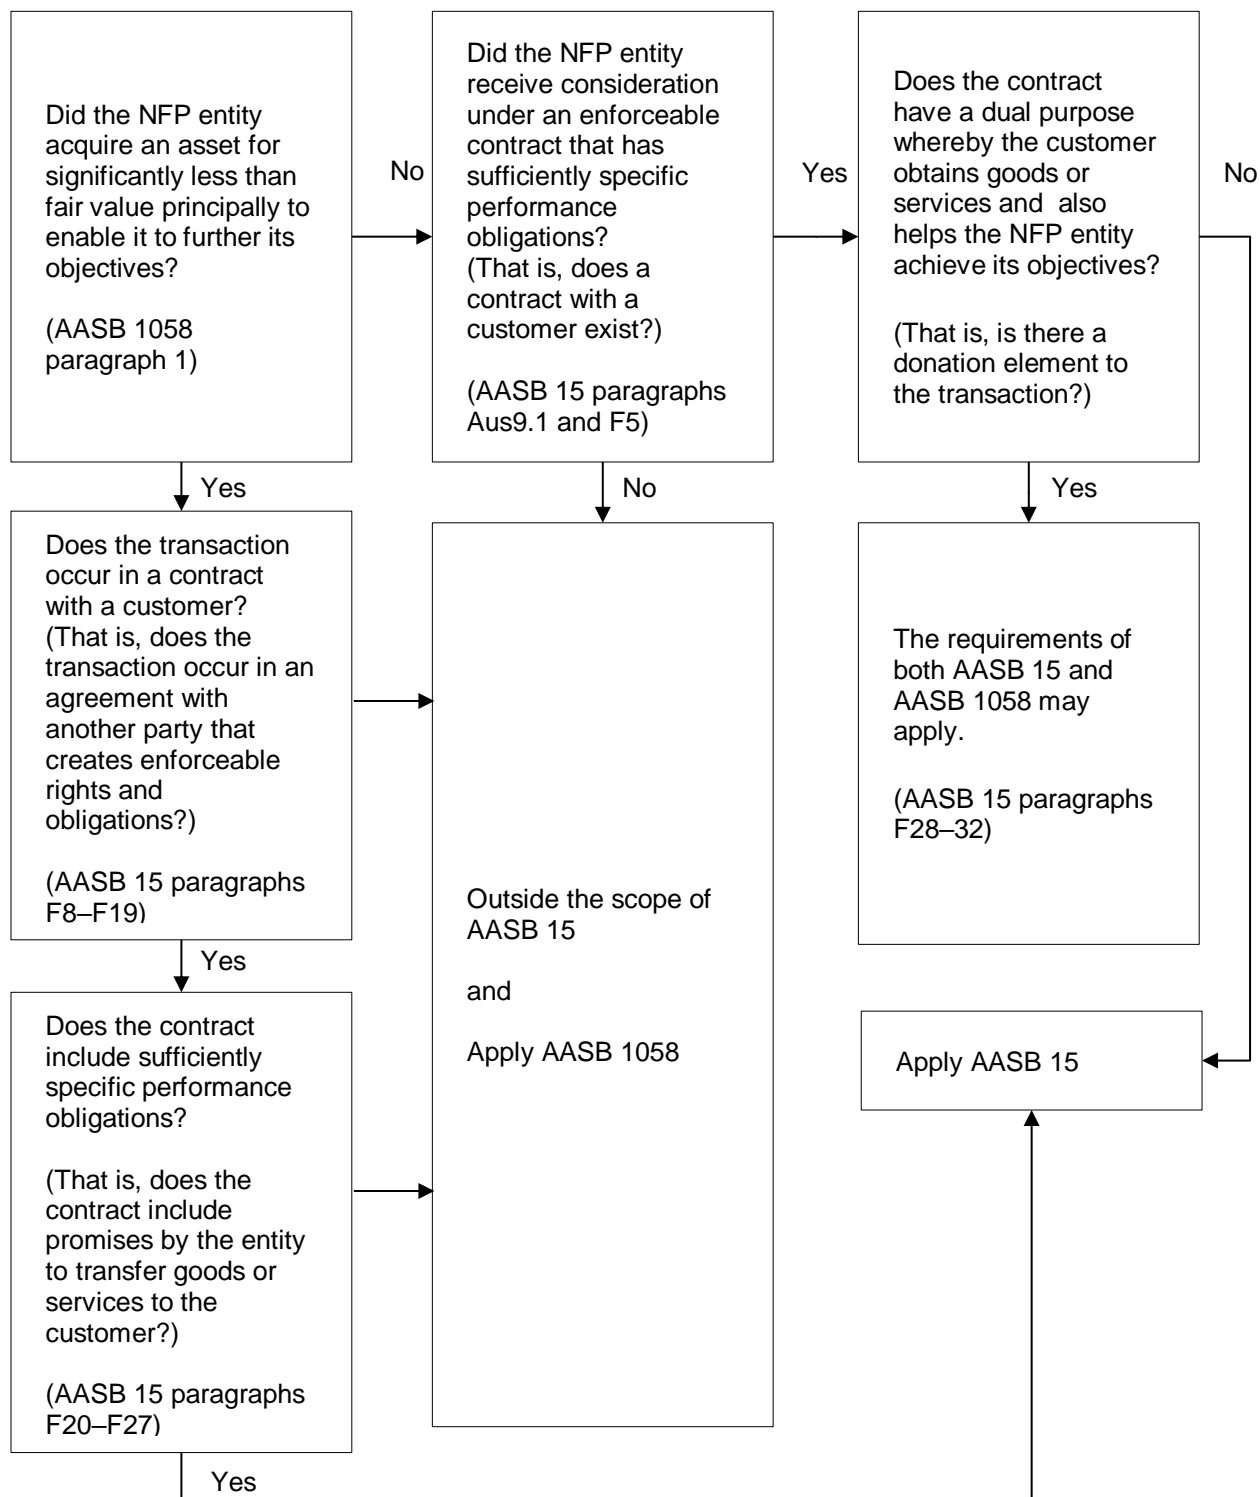 Did the NFP entity
acquire an asset for
significantly less than
fair value principally to
enable it to further its
objectives?
(AASB 1058
paragraph 1)
No
Did the NFP entity
receive consideration
under an enforceable
contract that has
sufficiently specific
performance
obligations?
(That is, does a
contract with a
customer exist?)
(AASB 15 paragraphs
Aus9.1 and F5)
Yes
Does the contract
have a dual purpose
whereby the customer
obtains goods or
services and also
helps the NFP entity
achieve its objectives?
(That is, is there a
donation element to
the transaction?)
No
Yes
No
Yes
Does the transaction
occur in a contract
with a customer?
(That is, does the
transaction occur in an
agreement with
another party that
creates enforceable
rights and
obligations?)
(AASB 15 paragraphs
F8–F19)
Outside the scope of
AASB 15
and
Apply AASB 1058
The requirements of
both AASB 15 and
AASB 1058 may
apply.
(AASB 15 paragraphs
F28–32)
Yes
Does the contract
include sufficiently
specific performance
obligations?
(That is, does the
contract include
promises by the entity
to transfer goods or
services to the
customer?)
(AASB 15 paragraphs
F20–F27)
Apply AASB 15
Yes